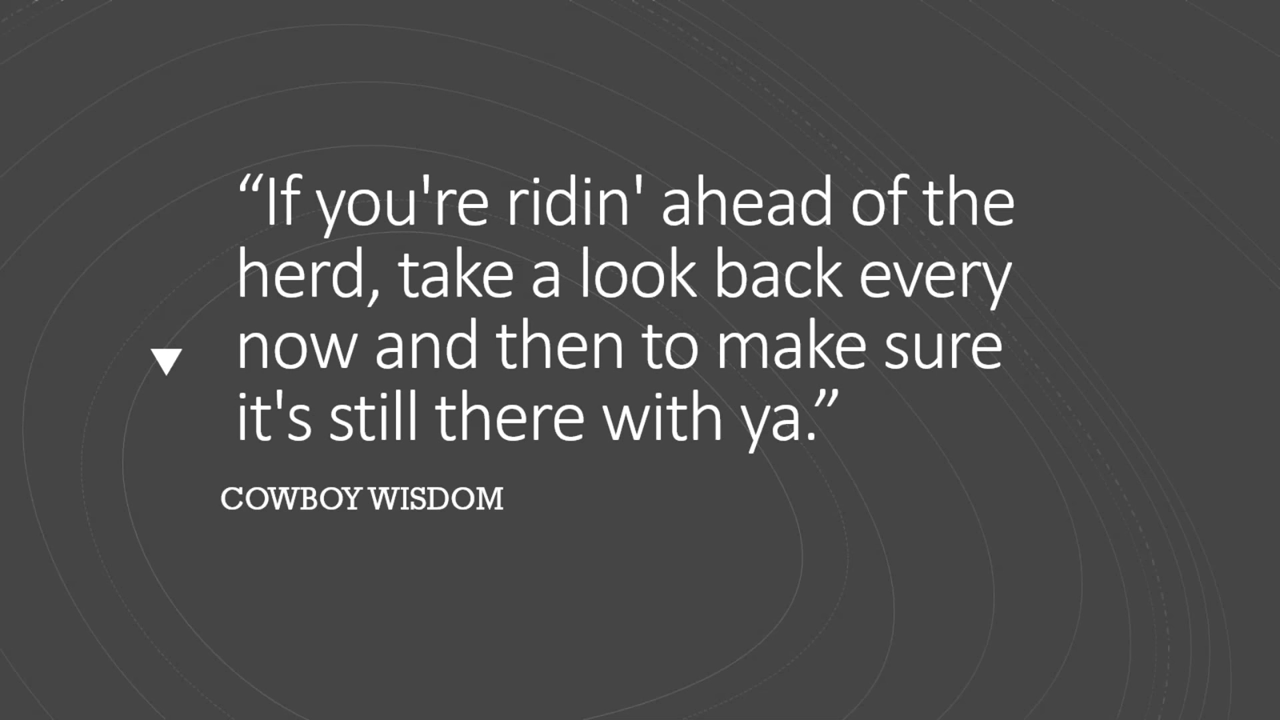 “If you're ridin' ahead of the
herd, take a look back every
now and then to make sure
it's still there with ya.”
COWBOY WISDOM